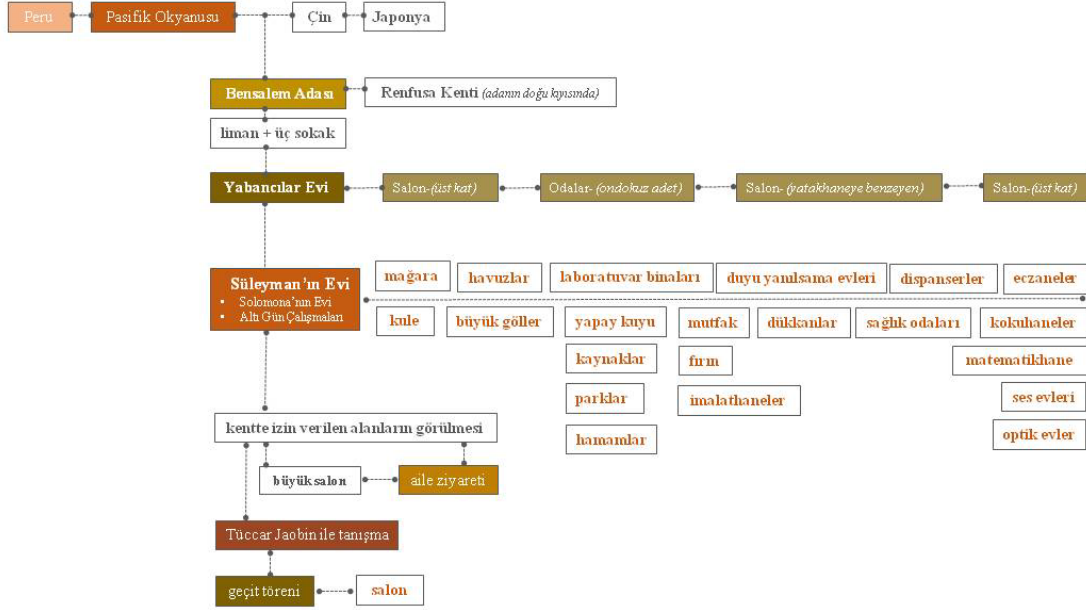 Peru
Pasifik Okyanusu
Çin
Japonya
Bensalem Adası
Renfusa Kenti (adanın doğu kıyısında)
liman + üç sokak
Yabancılar Evi
Salon-(üst kat)
Odalar- (ondokuz adet)
Salon- (yatakhaneye benzeyen)
Salon-(üst kat)
Süleyman'ın Evi
▪ Solomona'nın Evi
▪ Altı Gün Çalışmaları
mağara
havuzlar
laboratuvar binaları
duyu yanılsama evleri
dispanserler
eczaneler
kule
büyük göller
yapay kuyu
mutfak
dükkanlar
sağlık odaları
kokuhaneler
kaynaklar
fırın
matematikhane
parklar
imalathaneler
ses evleri
hamamlar
optik evler
kentte izin verilen alanların görülmesi
büyük salon
aile ziyareti
Tüccar Jaobin ile tanışma
geçit töreni
salon